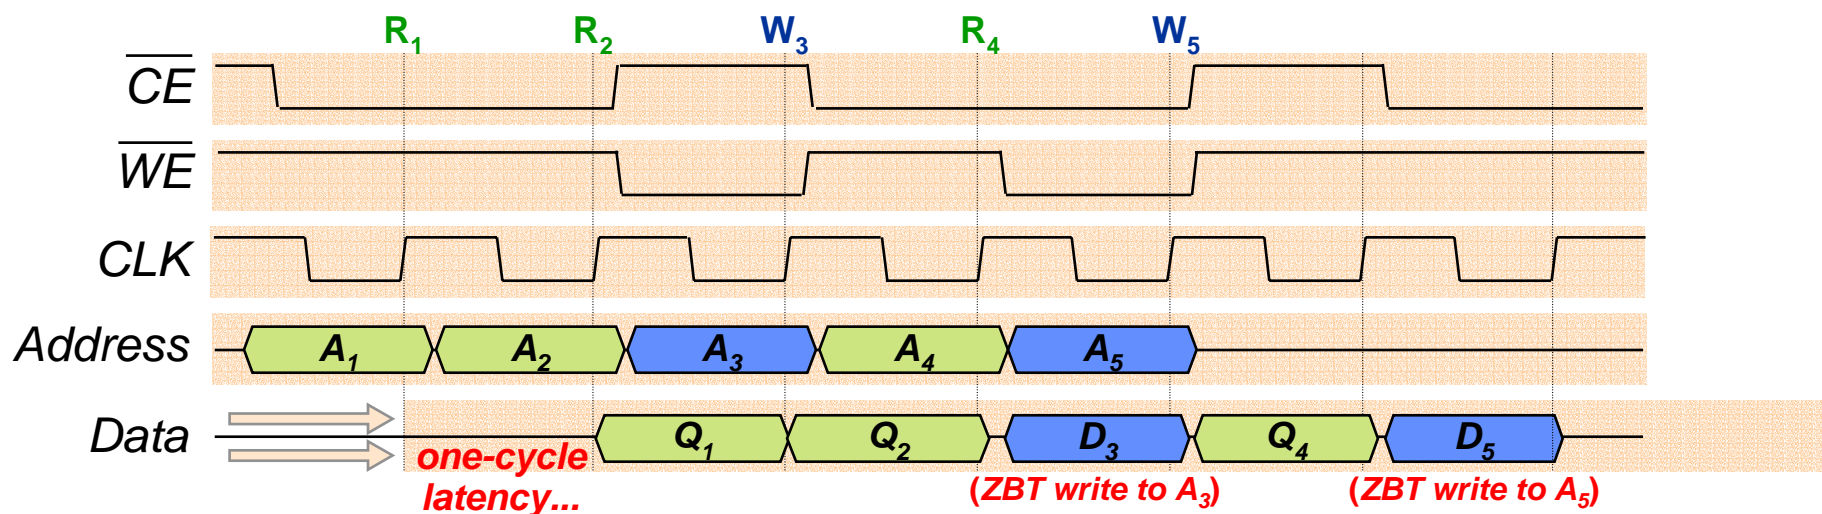 R1 R2 W3 R4 W5
CE
WE
CLK
Address A1 A2 A3 A4 A5
Data Q1 Q2 D3 Q4 D5
one-cycle
latency...
(ZBT write to A3) (ZBT write to A5)